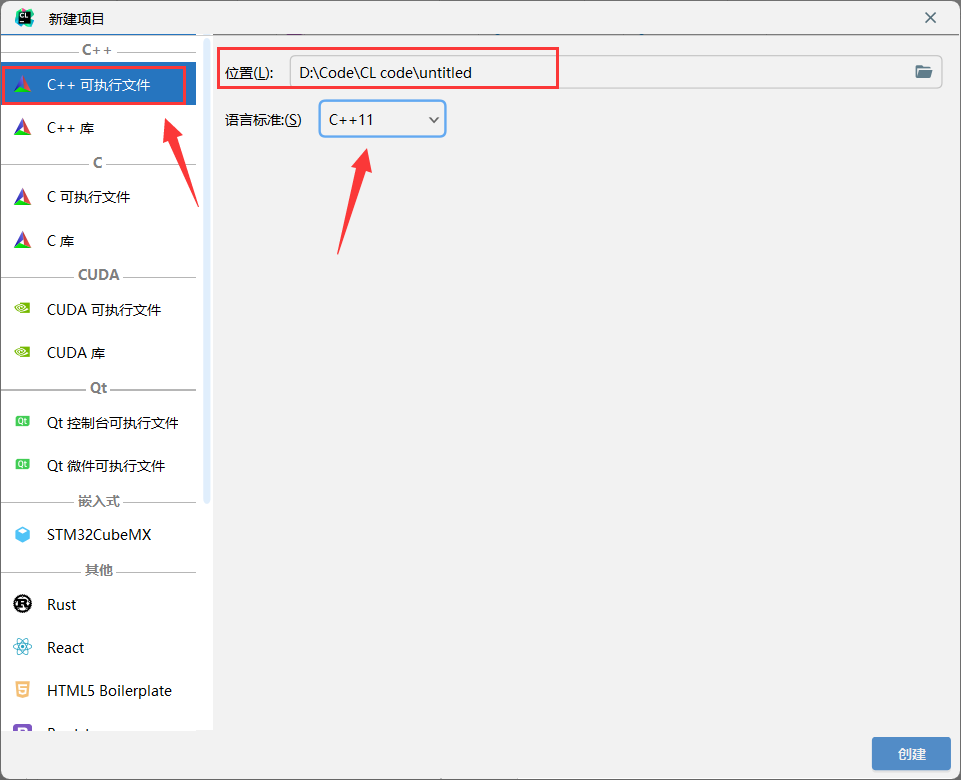 新建项目
C++
C++ 可执行文件
C++ 库
C
C 可执行文件
C 库
CUDA
CUDA 可执行文件
CUDA 库
Qt
Qt 控制台可执行文件
Qt 微件可执行文件
嵌入式
STM32CubeMX
其他
Rust
React
HTML5 Boilerplate
位置(L): D:\Code\CL code\untitled
语言标准:(S) C++11
创建